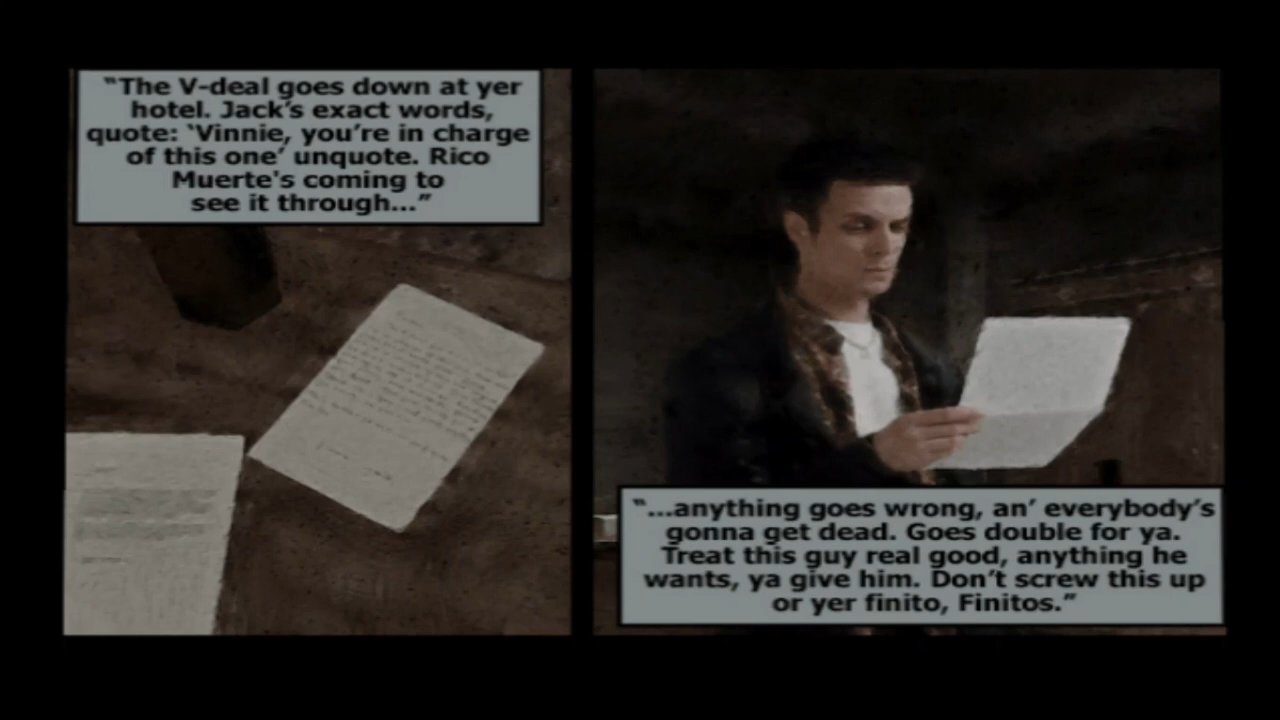 “The V-deal goes down at yer
hotel. Jack’s exact words,
quote: ‘Vinnie, you’re in charge
of this one’ unquote. Rico
Muerte's coming to
see it through...”
“...anything goes wrong, an’ everybody’s
gonna get dead. Goes double for ya.
Treat this guy real good, anything he
wants, ya give him. Don’t screw this up
or yer finito, Finitos.”